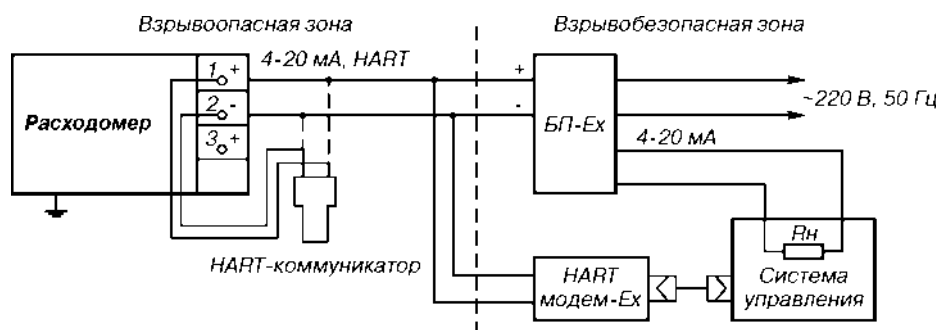 Взрывоопасная зона
Взрывобезопасная зона
1 +
4-20 мА, HART
+
2 -
-
~220 В, 50 Гц
Расходомер
БП-Ex
3 +
4-20 мА
Rн
HART-коммуникатор
HART
модем-Ex
Система
управления